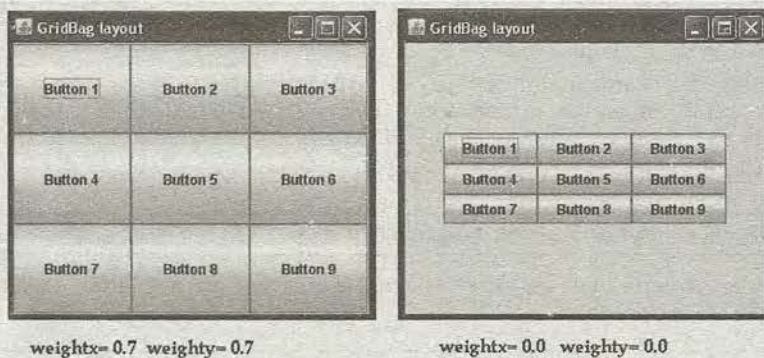 GridBag layout
Button 1 Button 2 Button 3
Button 4 Button 5 Button 6
Button 7 Button 8 Button 9
weightx= 0.7 weighty= 0.7
GridBag layout
Button 1 Button 2 Button 3
Button 4 Button 5 Button 6
Button 7 Button 8 Button 9
weightx= 0.0 weighty= 0.0